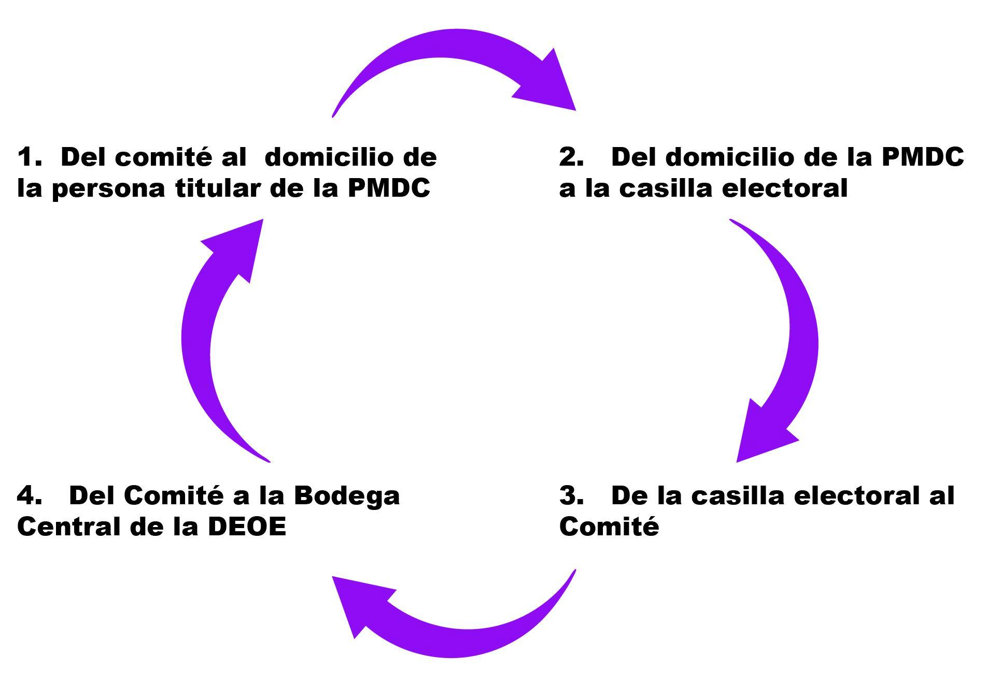 1. Del comité al domicilio de
la persona titular de la PMDC
2. Del domicilio de la PMDC
a la casilla electoral
3. De la casilla electoral al
Comité
4. Del Comité a la Bodega
Central de la DEOE